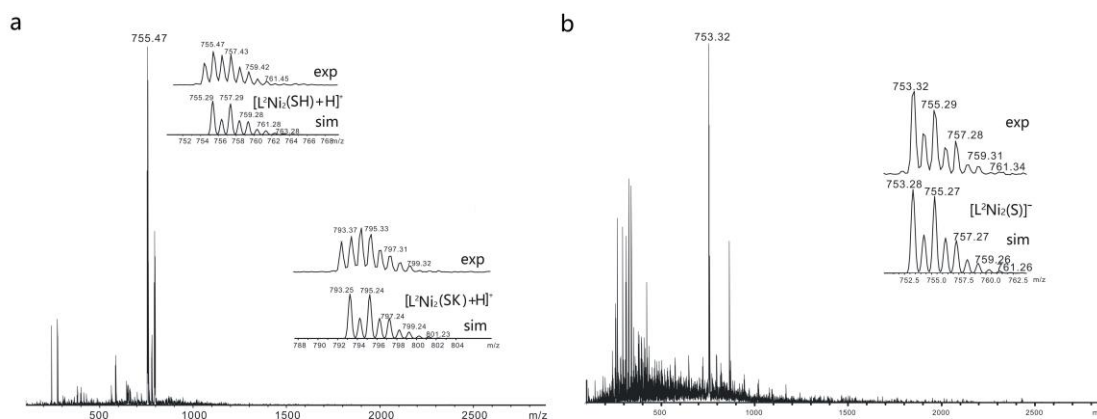 a
755.47
755.47
757.43
759.42
761.45
exp
[L²Ni₂(SH)+H]⁺
755.29 757.29
759.28
761.28
763.28
sim
752 754 756 758 760 762 764 766 768 m/z
793.37 795.33
797.31
799.32
exp
[L²Ni₂(SK)+H]⁺
793.25 795.24
797.24
799.24
801.23
sim
788 790 792 794 796 798 800 802 804 m/z
500 1000 1500 2000 2500 m/z
b
753.32
753.32
755.29
exp
757.28
759.31
761.34
753.28
755.27
[L²Ni₂(S)]⁻
757.27
sim
759.26
761.26
752.5 755.0 757.5 760.0 762.5 m/z
500 1000 1500 2000 2500